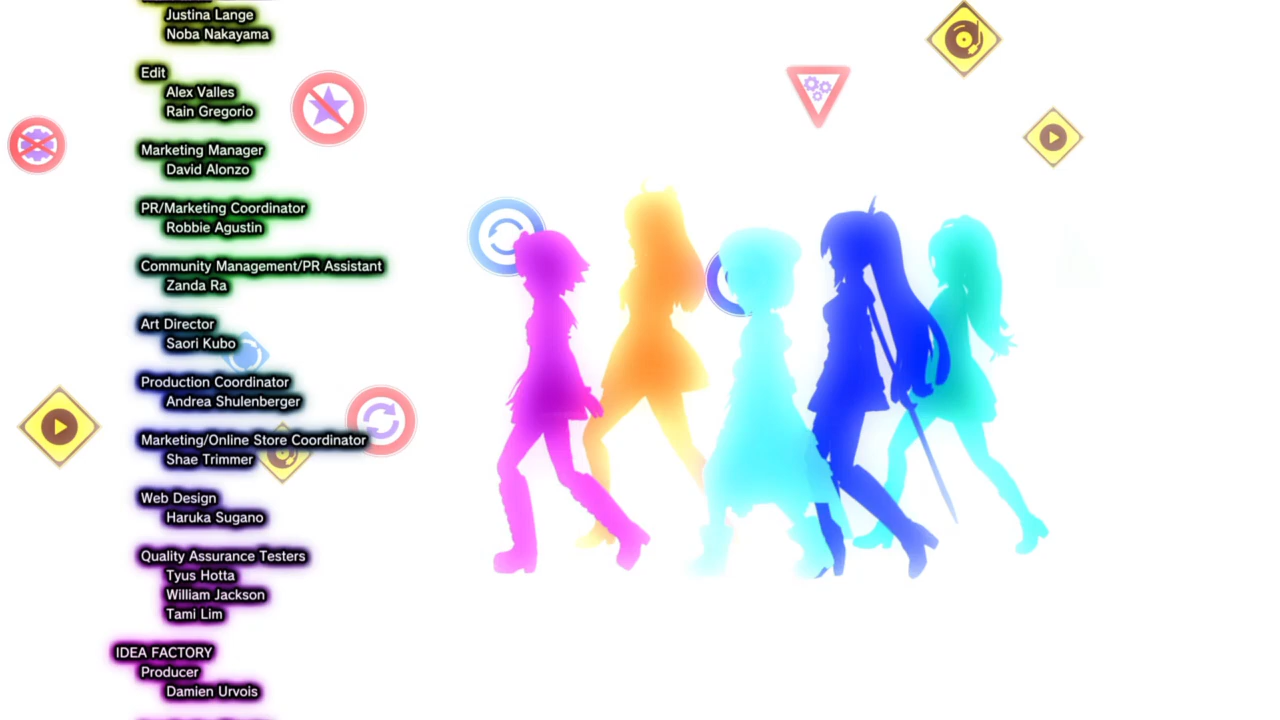 Justina Lange
Noba Nakayama
Edit
Alex Valles
Rain Gregorio
Marketing Manager
David Alonzo
PR/Marketing Coordinator
Robbie Agustin
Community Management/PR Assistant
Zanda Ra
Art Director
Saori Kubo
Production Coordinator
Andrea Shulenberger
Marketing/Online Store Coordinator
Shae Trimmer
Web Design
Haruka Sugano
Quality Assurance Testers
Tyus Hotta
William Jackson
Tami Lim
IDEA FACTORY
Producer
Damien Urvois